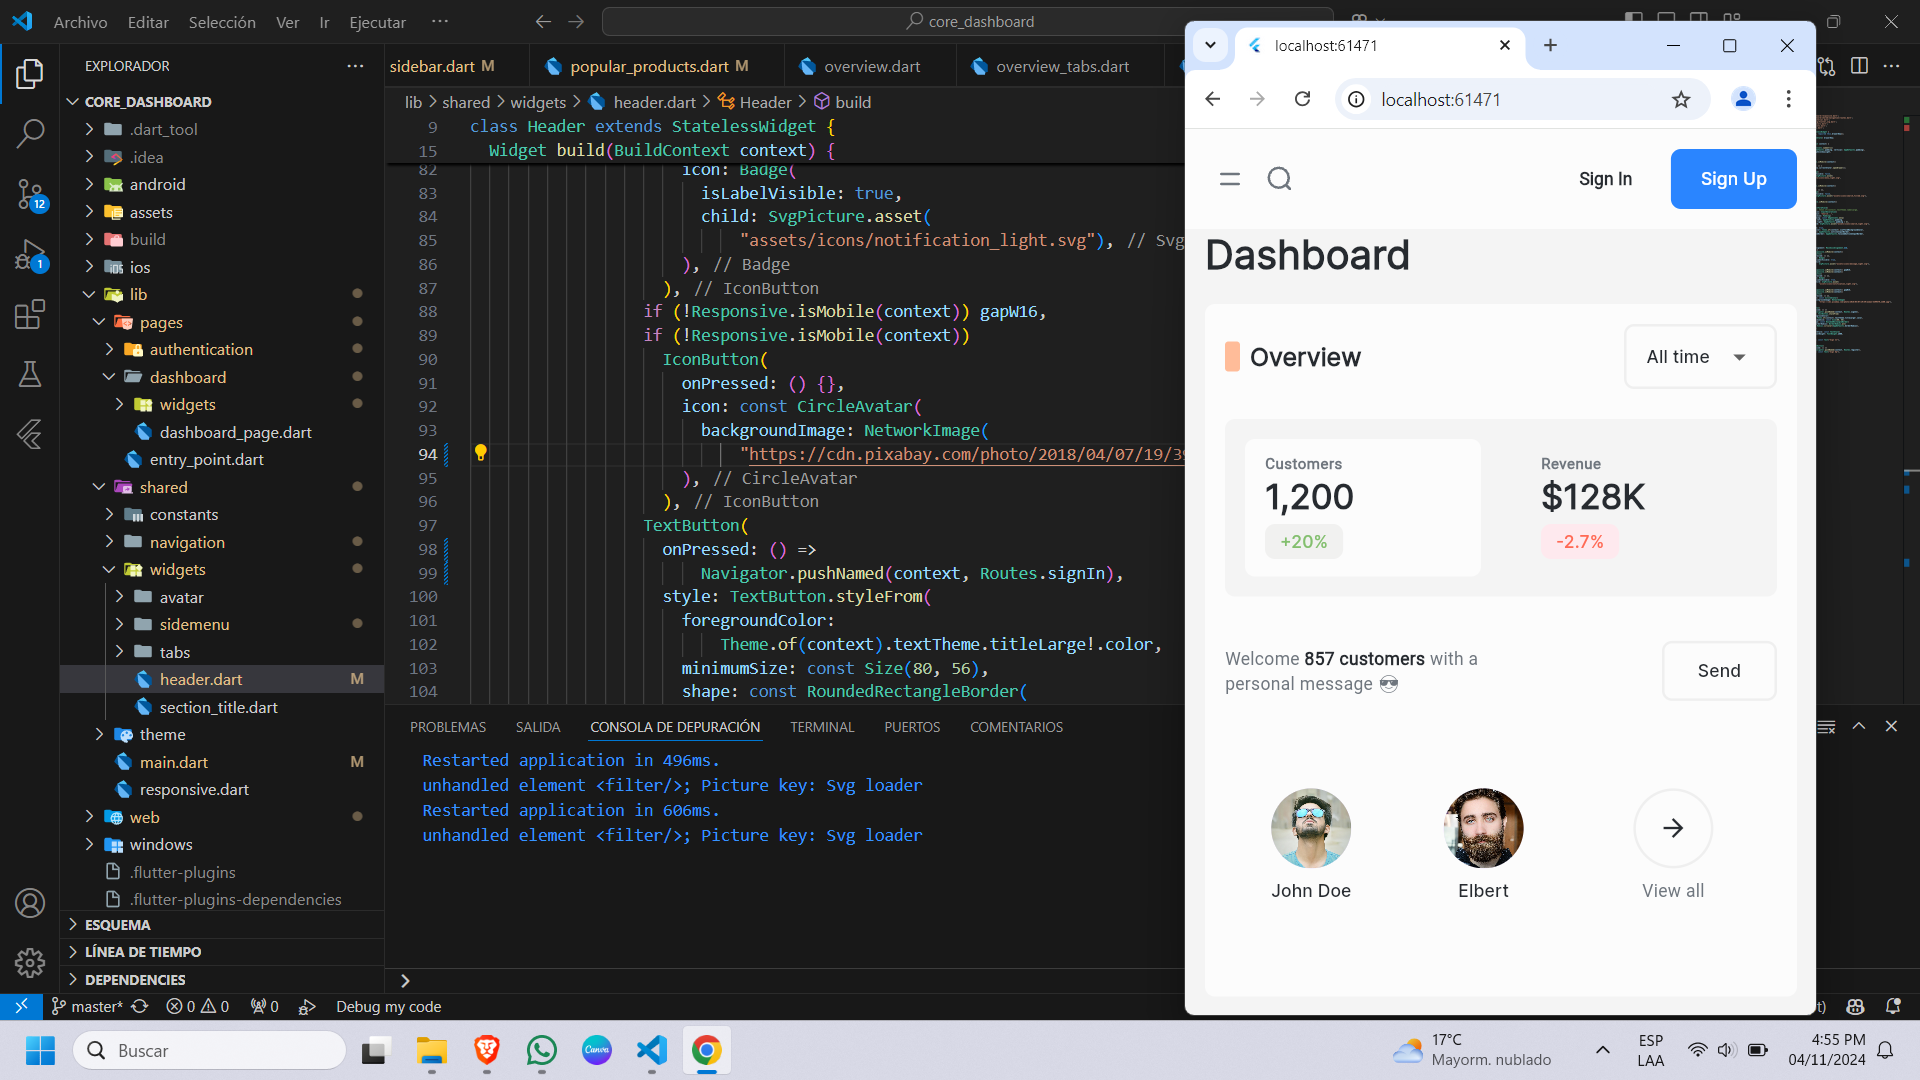 Archivo Editar Selección Ver Ir Ejecutar ··· core_dashboard
EXPLORADOR
CORE_DASHBOARD
.dart_tool
.idea
android
assets
build
ios
lib
pages
authentication
dashboard
widgets
dashboard_page.dart
entry_point.dart
shared
constants
navigation
widgets
avatar
sidemenu
tabs
header.dart M
section_title.dart
theme
main.dart M
responsive.dart
web
windows
.flutter-plugins
.flutter-plugins-dependencies
ESQUEMA
LÍNEA DE TIEMPO
DEPENDENCIES
12
1
sidebar.dart M popular_products.dart M overview.dart overview_tabs.dart
lib > shared > widgets > header.dart > Header > build
9 class Header extends StatelessWidget {
15 Widget build(BuildContext context) {
82 icon: Badge(
83 isLabelVisible: true,
84 child: SvgPicture.asset(
85 "assets/icons/notification_light.svg"), // Svg
86 ), // Badge
87 ), // IconButton
88 if (!Responsive.isMobile(context)) gapW16,
89 if (!Responsive.isMobile(context))
90 IconButton(
91 onPressed: () {},
92 icon: const CircleAvatar(
93 backgroundImage: NetworkImage(
94 "https://cdn.pixabay.com/photo/2018/04/07/19/39
95 ), // CircleAvatar
96 ), // IconButton
97 TextButton(
98 onPressed: () =>
99 Navigator.pushNamed(context, Routes.signIn),
100 style: TextButton.styleFrom(
101 foregroundColor:
102 Theme.of(context).textTheme.titleLarge!.color,
103 minimumSize: const Size(80, 56),
104 shape: const RoundedRectangleBorder(
PROBLEMAS SALIDA CONSOLA DE DEPURACIÓN TERMINAL PUERTOS COMENTARIOS
Restarted application in 496ms.
unhandled element <filter/>; Picture key: Svg loader
Restarted application in 606ms.
unhandled element <filter/>; Picture key: Svg loader
master* 0 0 0 Debug my code
localhost:61471
localhost:61471
Sign In Sign Up
Dashboard
Overview All time
Customers
1,200
+20%
Revenue
$128K
-2.7%
Welcome 857 customers with a
personal message 😎
Send
John Doe Elbert View all
Buscar
Canva
17°C
Mayorm. nublado
ESP
LAA
4:55 PM
04/11/2024